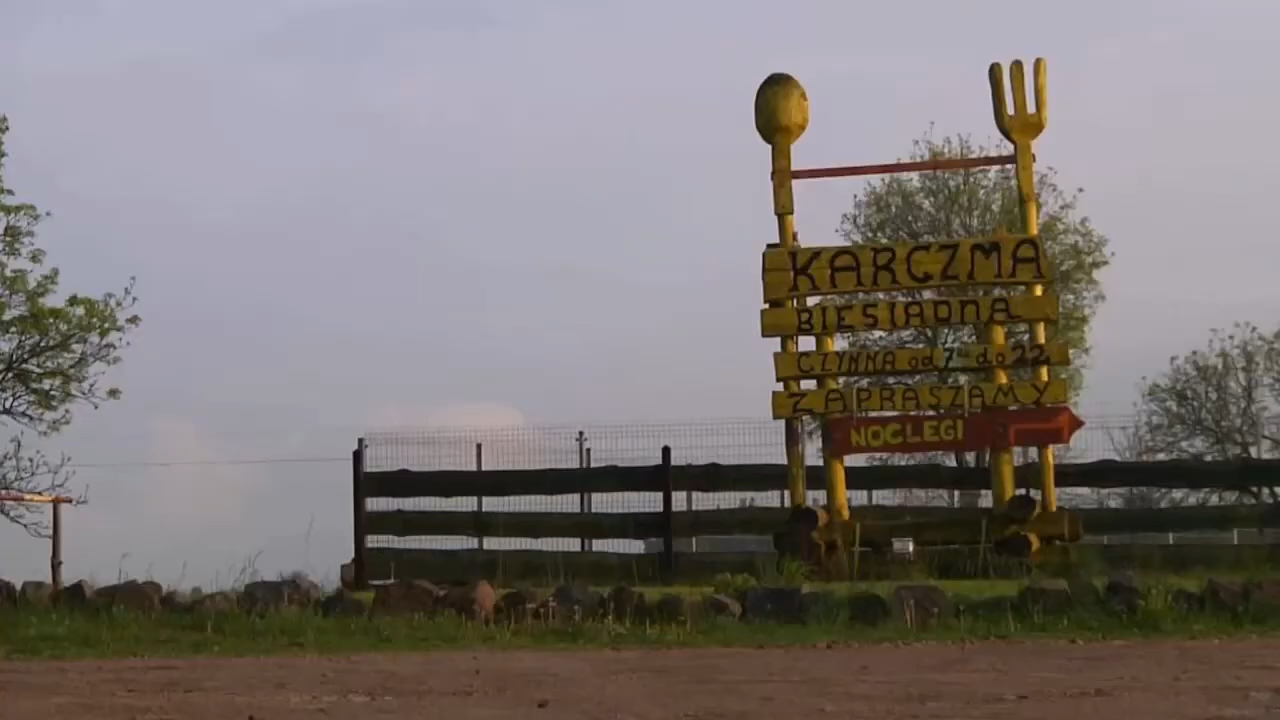 KARCZMA
BIESIADNA
CZYNNA od 7 do 22
ZAPRASZAMY
NOCLEGI